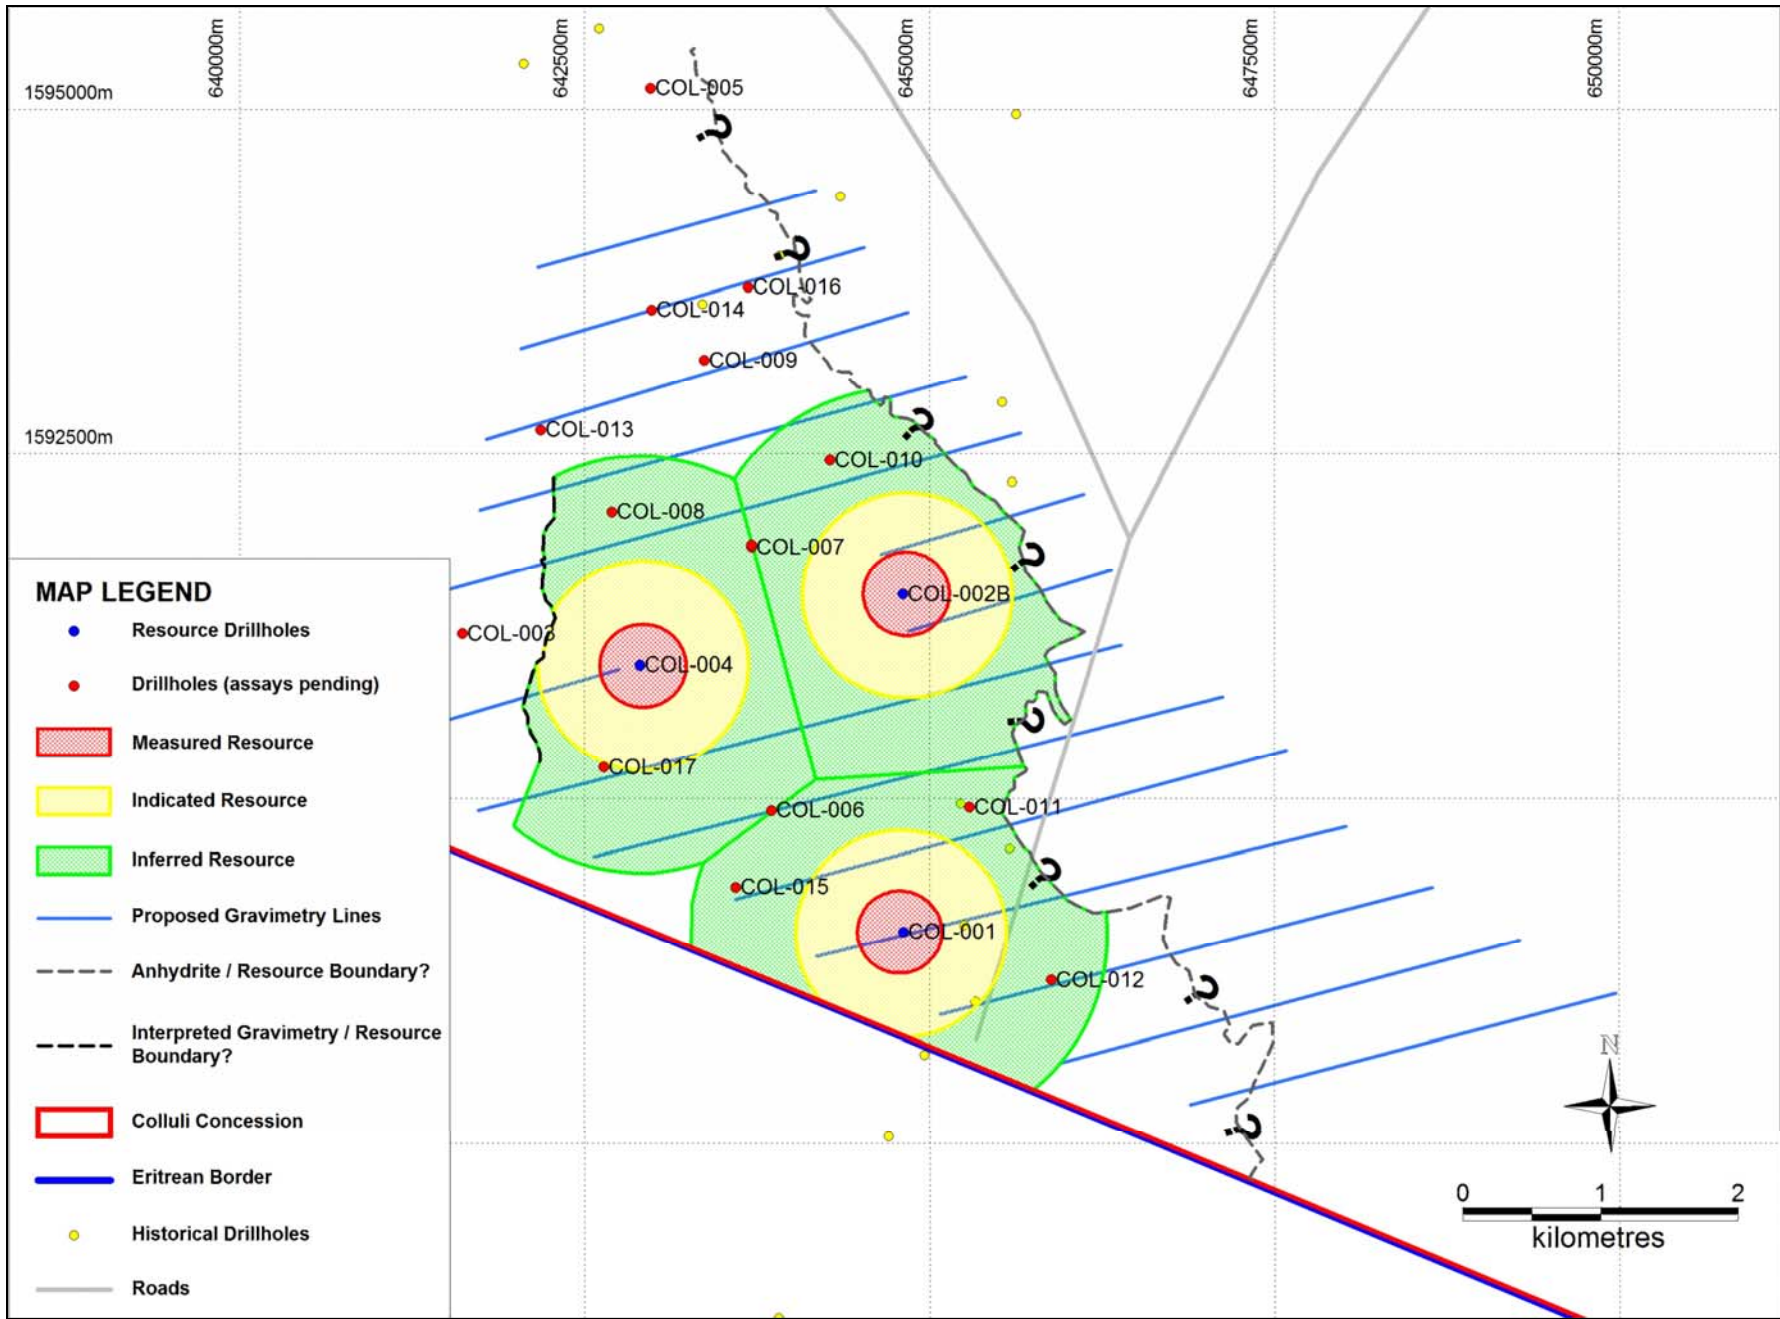 640000m
642500m
645000m
647500m
650000m
1595000m
COL-005
?
?
COL-016
COL-014
COL-009
1592500m
COL-013
?
COL-010
COL-008
COL-007
?
COL-002B
COL-003
COL-004
?
COL-017
COL-006
COL-011
?
COL-015
COL-001
COL-012
?
?
MAP LEGEND
Resource Drillholes
Drillholes (assays pending)
Measured Resource
Indicated Resource
Inferred Resource
Proposed Gravimetry Lines
Anhydrite / Resource Boundary?
Interpreted Gravimetry / Resource
Boundary?
Colluli Concession
Eritrean Border
Historical Drillholes
Roads
N
0 1 2
kilometres